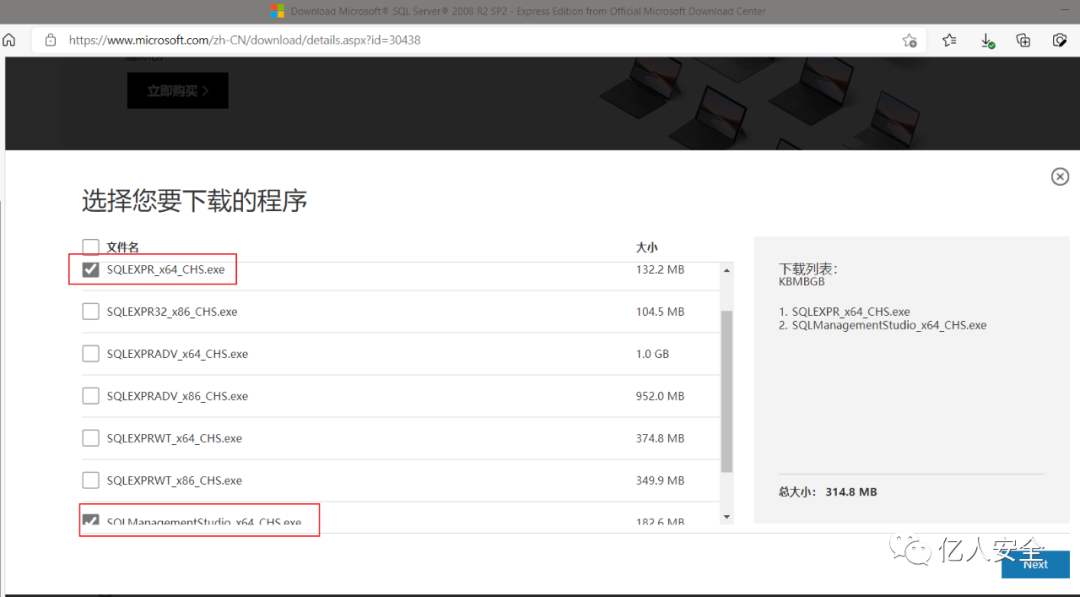 Download Microsoft® SQL Server® 2008 R2 SP2 - Express Edition from Official Microsoft Download Center
https://www.microsoft.com/zh-CN/download/details.aspx?id=30438
立即购买 >
选择您要下载的程序
文件名 大小
SQLEXPR_x64_CHS.exe 132.2 MB
SQLEXPR32_x86_CHS.exe 104.5 MB
SQLEXPRADV_x64_CHS.exe 1.0 GB
SQLEXPRADV_x86_CHS.exe 952.0 MB
SQLEXPRWT_x64_CHS.exe 374.8 MB
SQLEXPRWT_x86_CHS.exe 349.9 MB
SQLManagementStudio_x64_CHS.exe 182.6 MB
下载列表:
KBMBGB
1. SQLEXPR_x64_CHS.exe
2. SQLManagementStudio_x64_CHS.exe
总大小: 314.8 MB
亿人安全
Next